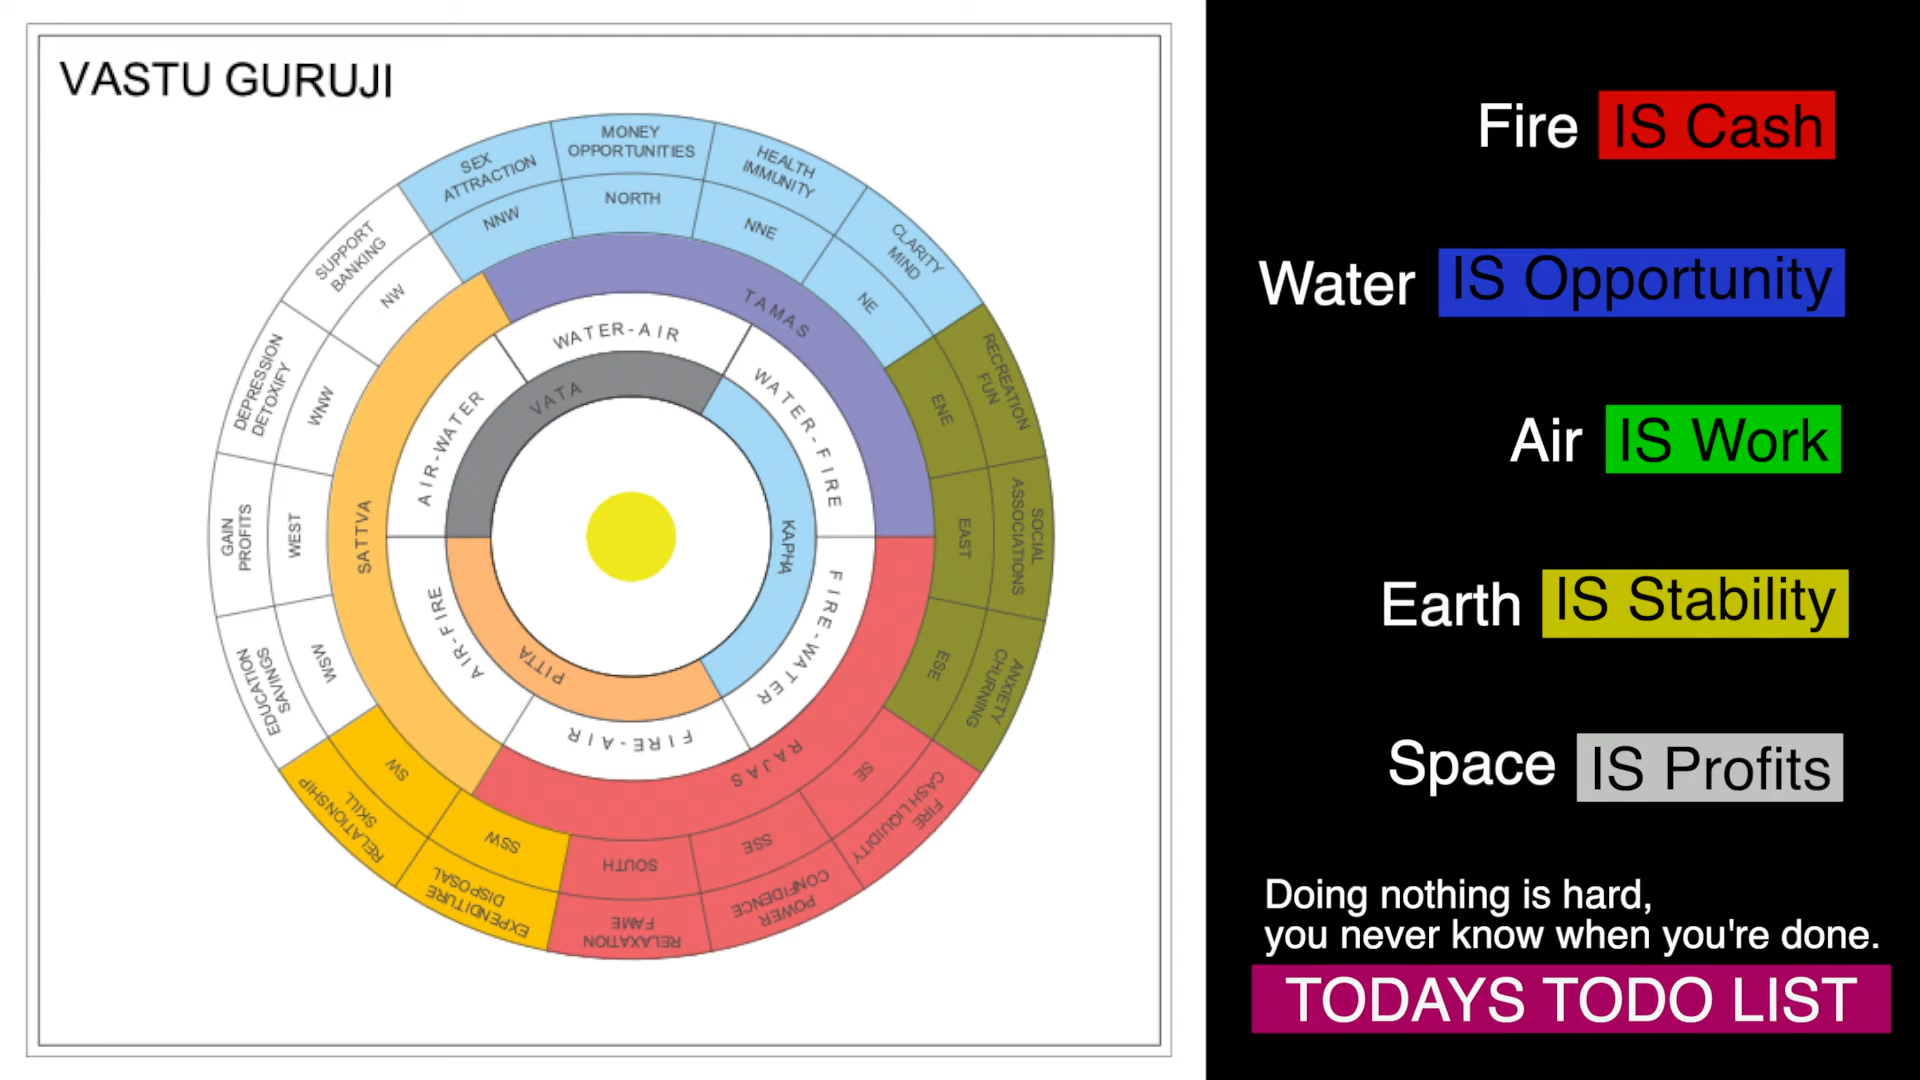 VASTU GURUJI
MONEY
OPPORTUNITIES
NORTH
HEALTH
IMMUNITY
NNE
CLARITY
MIND
NE
RECREATION
FUN
ENE
SOCIAL
ASSOCIATIONS
EAST
ANXIETY
CHURNING
ESE
FIRE
CASH LIQUIDITY
SE
POWER
CONFIDENCE
SSE
RELAXATION
FAME
SOUTH
EXPENDITURE
DISPOSAL
SSW
RELATIONSHIP
SKILL
SW
EDUCATION
SAVINGS
WSW
GAIN
PROFITS
WEST
DEPRESSION
DETOXIFY
WNW
SUPPORT
BANKING
NW
SEX
ATTRACTION
NNW
TAMAS
RAJAS
SATTVA
WATER-AIR
WATER-FIRE
FIRE-WATER
FIRE-AIR
AIR-FIRE
AIR-WATER
VATA
KAPHA
PITTA
Fire IS Cash
Water IS Opportunity
Air IS Work
Earth IS Stability
Space IS Profits
Doing nothing is hard,
you never know when you're done.
TODAYS TODO LIST